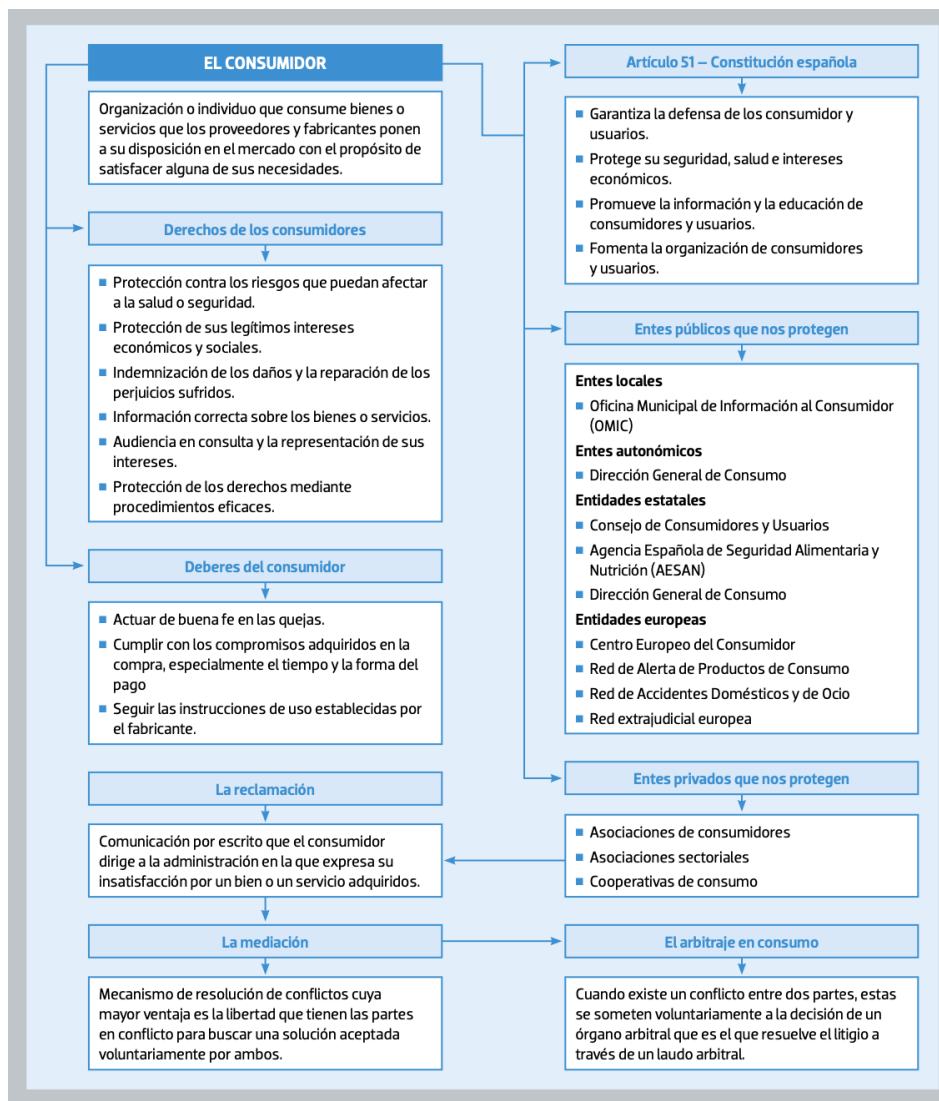 EL CONSUMIDOR
Organización o individuo que consume bienes o
servicios que los proveedores y fabricantes ponen
a su disposición en el mercado con el propósito de
satisfacer alguna de sus necesidades.
Derechos de los consumidores
■ Protección contra los riesgos que puedan afectar
a la salud o seguridad.
■ Protección de sus legítimos intereses
económicos y sociales.
■ Indemnización de los daños y la reparación de los
perjuicios sufridos.
■ Información correcta sobre los bienes o servicios.
■ Audiencia en consulta y la representación de sus
intereses.
■ Protección de los derechos mediante
procedimientos eficaces.
Deberes del consumidor
■ Actuar de buena fe en las quejas.
■ Cumplir con los compromisos adquiridos en la
compra, especialmente el tiempo y la forma del
pago
■ Seguir las instrucciones de uso establecidas por
el fabricante.
La reclamación
Comunicación por escrito que el consumidor
dirige a la administración en la que expresa su
insatisfacción por un bien o un servicio adquiridos.
La mediación
Mecanismo de resolución de conflictos cuya
mayor ventaja es la libertad que tienen las partes
en conflicto para buscar una solución aceptada
voluntariamente por ambos.
Artículo 51 – Constitución española
■ Garantiza la defensa de los consumidor y
usuarios.
■ Protege su seguridad, salud e intereses
económicos.
■ Promueve la información y la educación de
consumidores y usuarios.
■ Fomenta la organización de consumidores
y usuarios.
Entes públicos que nos protegen
Entes locales
■ Oficina Municipal de Información al Consumidor
(OMIC)
Entes autonómicos
■ Dirección General de Consumo
Entidades estatales
■ Consejo de Consumidores y Usuarios
■ Agencia Española de Seguridad Alimentaria y
Nutrición (AESAN)
■ Dirección General de Consumo
Entidades europeas
■ Centro Europeo del Consumidor
■ Red de Alerta de Productos de Consumo
■ Red de Accidentes Domésticos y de Ocio
■ Red extrajudicial europea
Entes privados que nos protegen
■ Asociaciones de consumidores
■ Asociaciones sectoriales
■ Cooperativas de consumo
El arbitraje en consumo
Cuando existe un conflicto entre dos partes, estas
se someten voluntariamente a la decisión de un
órgano arbitral que es el que resuelve el litigio a
través de un laudo arbitral.